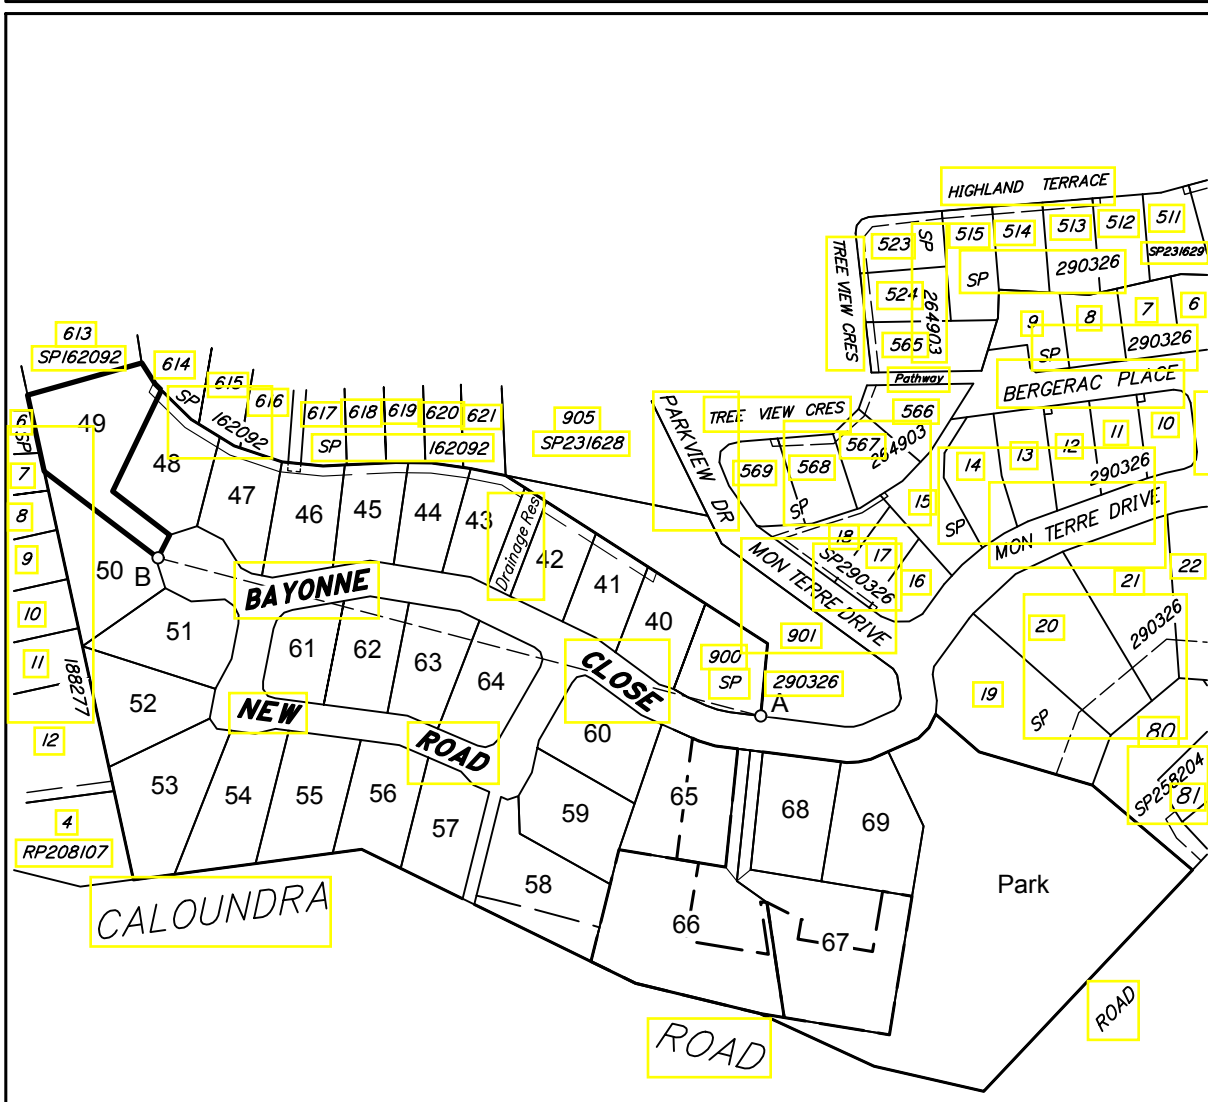 HIGHLAND TERRACE
TREE VIEW CRES
523
SP
264903
515
514
513
512
511
SP231629
SP
290326
524
565
9
8
7
6
SP
290326
Pathway
BERGERAC PLACE
613
SP162092
614
615
616
SP
162092
617
618
619
620
621
SP
162092
905
SP231628
PARKVIEW DR
TREE VIEW CRES
566
567
264903
568
569
SP
14
13
12
11
10
290326
SP
15
MON TERRE DRIVE
18
17
16
SP290326
MON TERRE DRIVE
901
900
SP
290326
A
22
21
20
290326
19
SP
80
SP258204
81
6
SP
7
8
9
10
11
188277
12
4
RP208107
49
48
47
46
45
44
43
Drainage Res
42
41
40
50
B
BAYONNE
CLOSE
51
52
53
61
62
63
64
NEW
ROAD
54
55
56
57
58
59
60
65
66
67
68
69
Park
CALOUNDRA
ROAD
ROAD